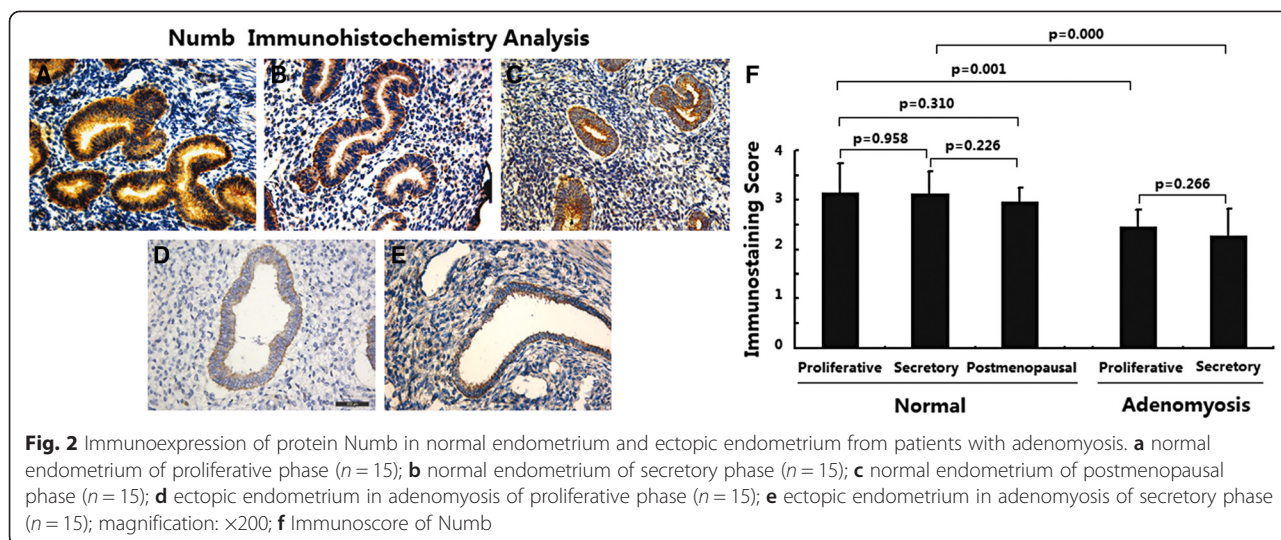 Numb Immunohistochemistry Analysis
A
B
C
D
E
F
p=0.000
p=0.001
p=0.310
p=0.958
p=0.226
p=0.266
Immunostaining Score
4
3
2
1
0
Proliferative Secretory Postmenopausal Proliferative Secretory
Normal Adenomyosis
Fig. 2 Immunoexpression of protein Numb in normal endometrium and ectopic endometrium from patients with adenomyosis. a normal
endometrium of proliferative phase (n = 15); b normal endometrium of secretory phase (n = 15); c normal endometrium of postmenopausal
phase (n = 15); d ectopic endometrium in adenomyosis of proliferative phase (n = 15); e ectopic endometrium in adenomyosis of secretory phase
(n = 15); magnification: ×200; f Immunoscore of Numb